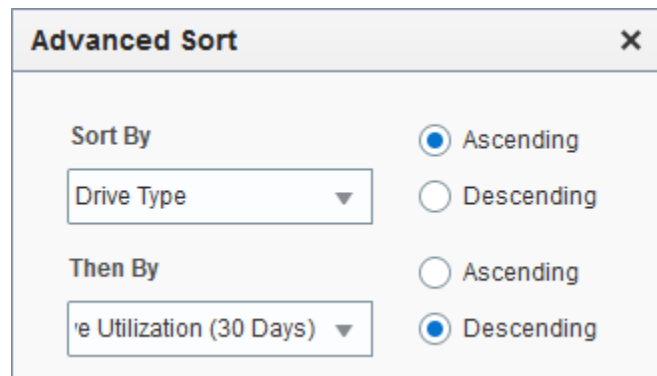 Advanced Sort
Sort By
Ascending
Drive Type
Descending
Then By
Ascending
e Utilization (30 Days)
Descending